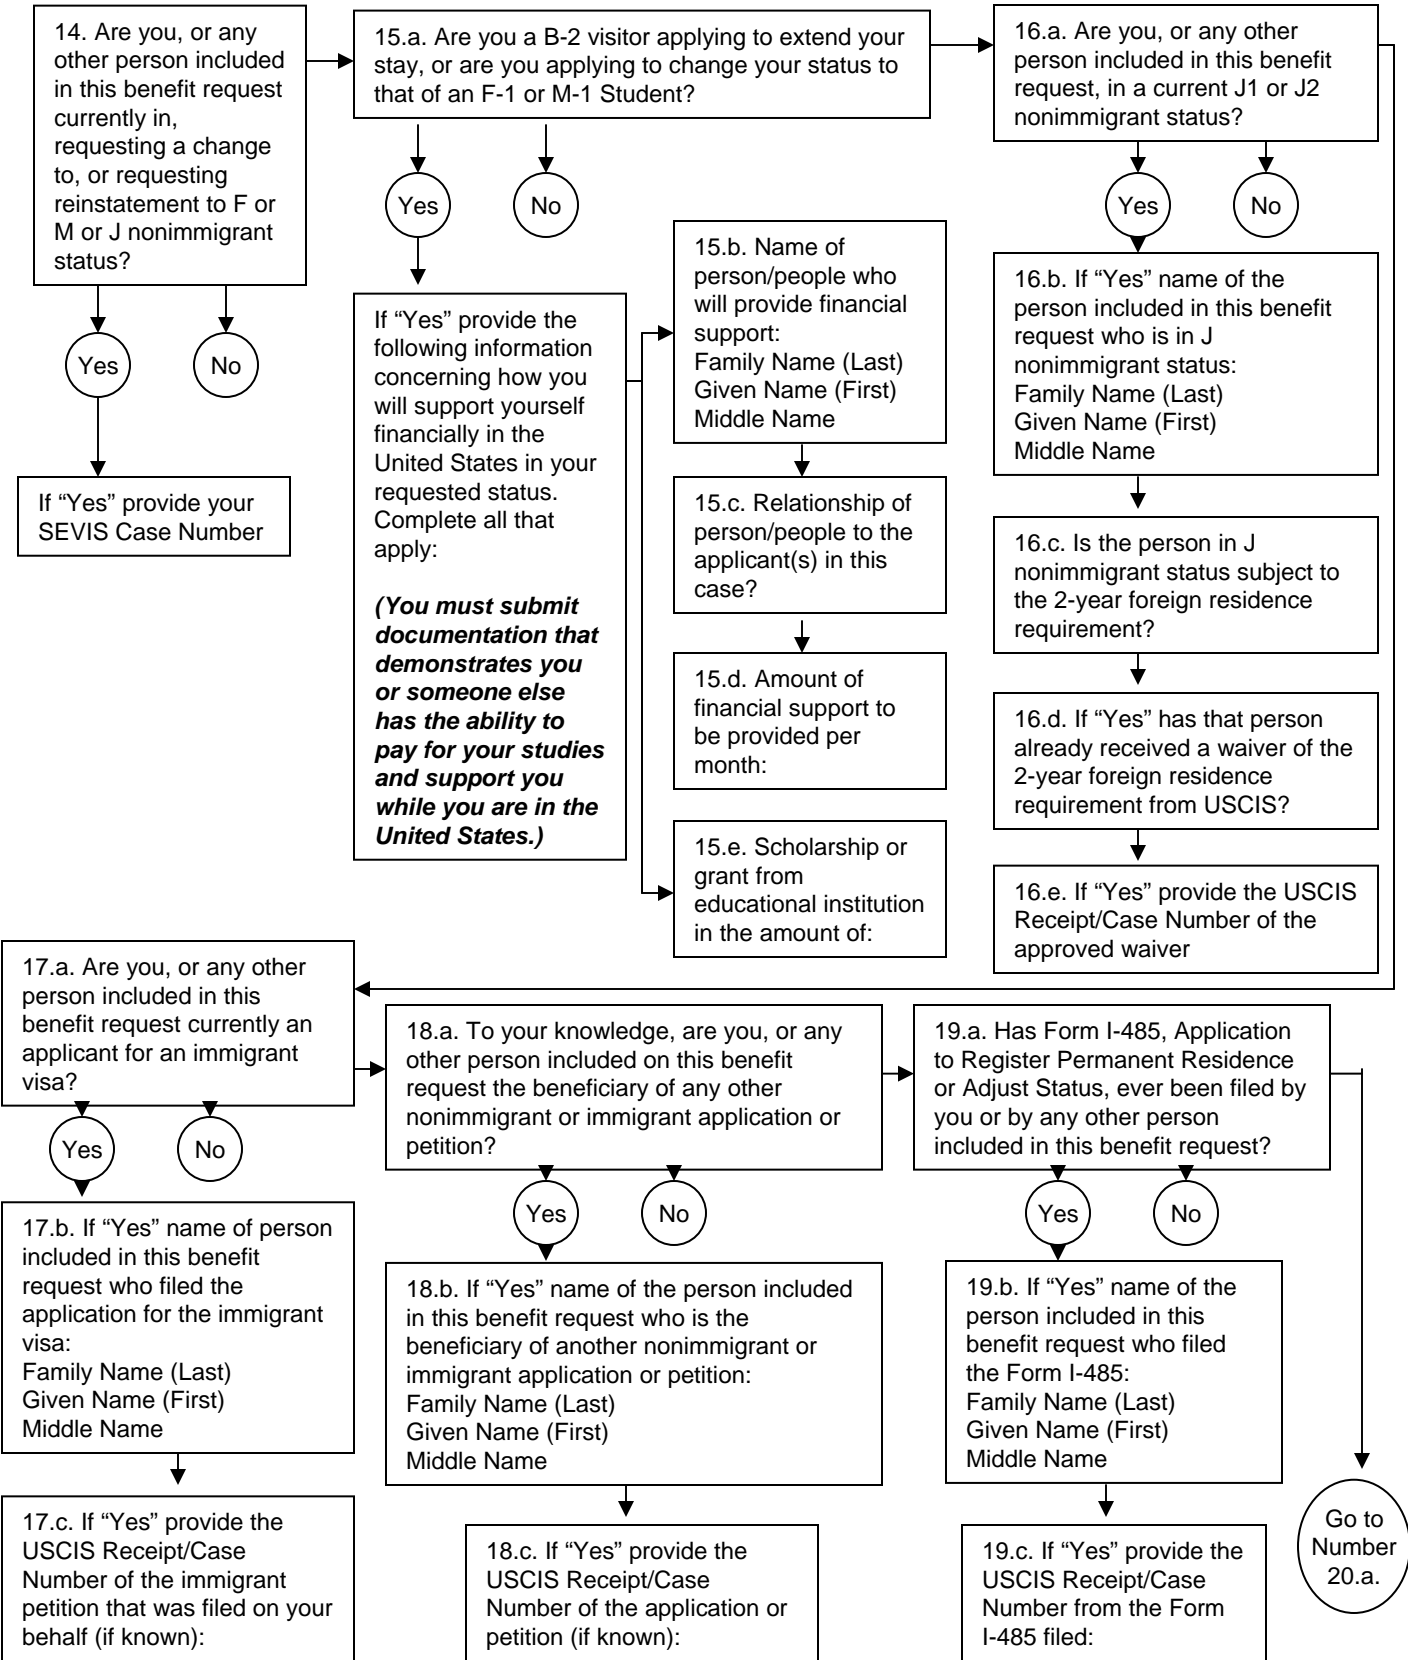 14. Are you, or any
other person included
in this benefit request
currently in,
requesting a change
to, or requesting
reinstatement to F or
M or J nonimmigrant
status?
Yes
No
If “Yes” provide your
SEVIS Case Number
15.a. Are you a B-2 visitor applying to extend your
stay, or are you applying to change your status to
that of an F-1 or M-1 Student?
Yes
No
If “Yes” provide the
following information
concerning how you
will support yourself
financially in the
United States in your
requested status.
Complete all that
apply:
(You must submit
documentation that
demonstrates you
or someone else
has the ability to
pay for your studies
and support you
while you are in the
United States.)
15.b. Name of
person/people who
will provide financial
support:
Family Name (Last)
Given Name (First)
Middle Name
15.c. Relationship of
person/people to the
applicant(s) in this
case?
15.d. Amount of
financial support to
be provided per
month:
15.e. Scholarship or
grant from
educational institution
in the amount of:
16.a. Are you, or any other
person included in this benefit
request, in a current J1 or J2
nonimmigrant status?
Yes
No
16.b. If “Yes” name of the
person included in this benefit
request who is in J
nonimmigrant status:
Family Name (Last)
Given Name (First)
Middle Name
16.c. Is the person in J
nonimmigrant status subject to
the 2-year foreign residence
requirement?
16.d. If “Yes” has that person
already received a waiver of the
2-year foreign residence
requirement from USCIS?
16.e. If “Yes” provide the USCIS
Receipt/Case Number of the
approved waiver
17.a. Are you, or any other
person included in this
benefit request currently an
applicant for an immigrant
visa?
Yes
No
17.b. If “Yes” name of person
included in this benefit
request who filed the
application for the immigrant
visa:
Family Name (Last)
Given Name (First)
Middle Name
17.c. If “Yes” provide the
USCIS Receipt/Case
Number of the immigrant
petition that was filed on your
behalf (if known):
18.a. To your knowledge, are you, or any
other person included on this benefit
request the beneficiary of any other
nonimmigrant or immigrant application or
petition?
Yes
No
18.b. If “Yes” name of the person included
in this benefit request who is the
beneficiary of another nonimmigrant or
immigrant application or petition:
Family Name (Last)
Given Name (First)
Middle Name
18.c. If “Yes” provide the
USCIS Receipt/Case
Number of the application or
petition (if known):
19.a. Has Form I-485, Application
to Register Permanent Residence
or Adjust Status, ever been filed by
you or by any other person
included in this benefit request?
Yes
No
19.b. If “Yes” name of the
person included in this
benefit request who filed
the Form I-485:
Family Name (Last)
Given Name (First)
Middle Name
19.c. If “Yes” provide the
USCIS Receipt/Case
Number from the Form
I-485 filed:
Go to
Number
20.a.